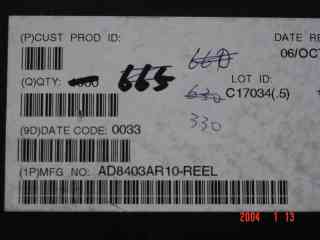 (P)CUST PROD ID:
DATE RE
660
06/OCT
(Q)QTY:
665
LOT ID:
630
C17034(.5)
330
(9D)DATE CODE: 0033
(1P)MFG NO: AD8403AR10-REEL
2004 1 13